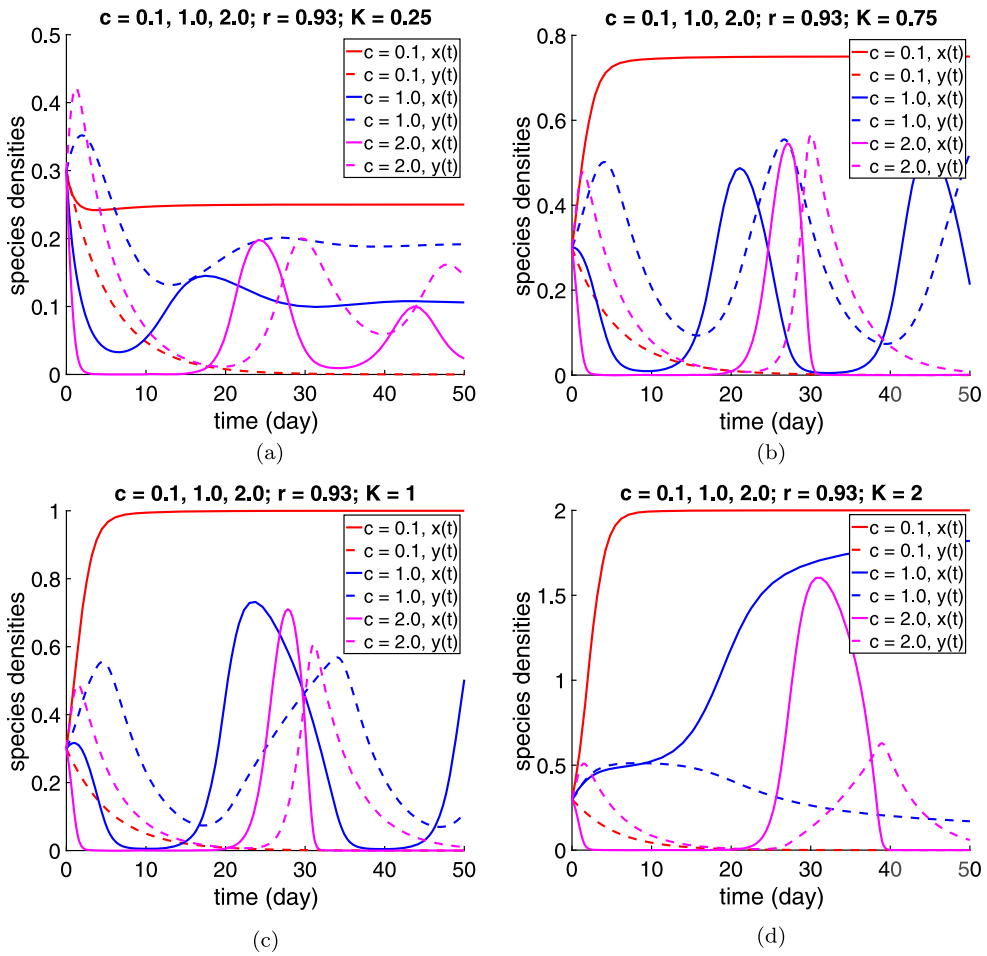 c = 0.1, 1.0, 2.0; r = 0.93; K = 0.25
0.5
0.4
0.3
0.2
0.1
0
species densities
c = 0.1, x(t)
c = 0.1, y(t)
c = 1.0, x(t)
c = 1.0, y(t)
c = 2.0, x(t)
c = 2.0, y(t)
0 10 20 30 40 50
time (day)
(a)
c = 0.1, 1.0, 2.0; r = 0.93; K = 0.75
0.8
0.6
0.4
0.2
0
species densities
c = 0.1, x(t)
c = 0.1, y(t)
c = 1.0, x(t)
c = 1.0, y(t)
c = 2.0, x(t)
c = 2.0, y(t)
0 10 20 30 40 50
time (day)
(b)
c = 0.1, 1.0, 2.0; r = 0.93; K = 1
1
0.8
0.6
0.4
0.2
0
species densities
c = 0.1, x(t)
c = 0.1, y(t)
c = 1.0, x(t)
c = 1.0, y(t)
c = 2.0, x(t)
c = 2.0, y(t)
0 10 20 30 40 50
time (day)
(c)
c = 0.1, 1.0, 2.0; r = 0.93; K = 2
2
1.5
1
0.5
0
species densities
c = 0.1, x(t)
c = 0.1, y(t)
c = 1.0, x(t)
c = 1.0, y(t)
c = 2.0, x(t)
c = 2.0, y(t)
0 10 20 30 40 50
time (day)
(d)